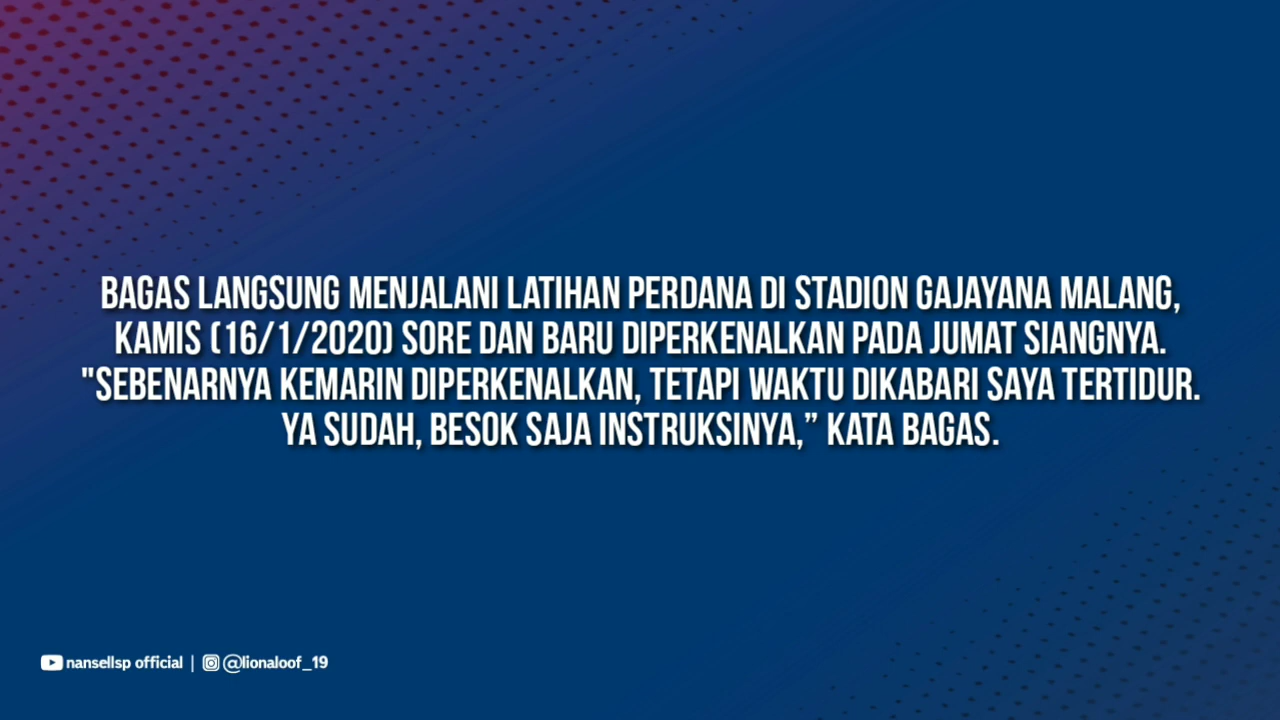 BAGAS LANGSUNG MENJALANI LATIHAN PERDANA DI STADION GAJAYANA MALANG,
KAMIS (16/1/2020) SORE DAN BARU DIPERKENALKAN PADA JUMAT SIANGNYA.
"SEBENARNYA KEMARIN DIPERKENALKAN, TETAPI WAKTU DIKABARI SAYA TERTIDUR.
YA SUDAH, BESOK SAJA INSTRUKSINYA,” KATA BAGAS.
nansellsp official | @lionaloof_19